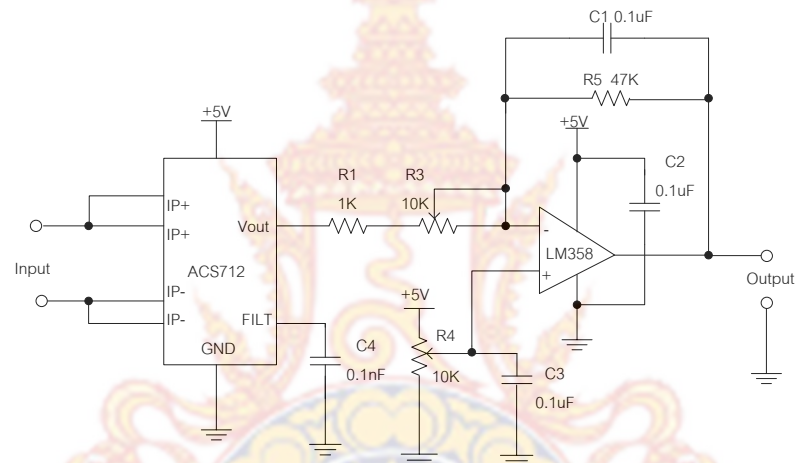 C1 0.1uF
R5 47K
+5V
C2
0.1uF
+5V
IP+
IP+
IP-
IP-
Vout
ACS712
FILT
GND
Input
R1
1K
R3
10K
-
LM358
+
+5V
R4
10K
C4
0.1nF
C3
0.1uF
Output